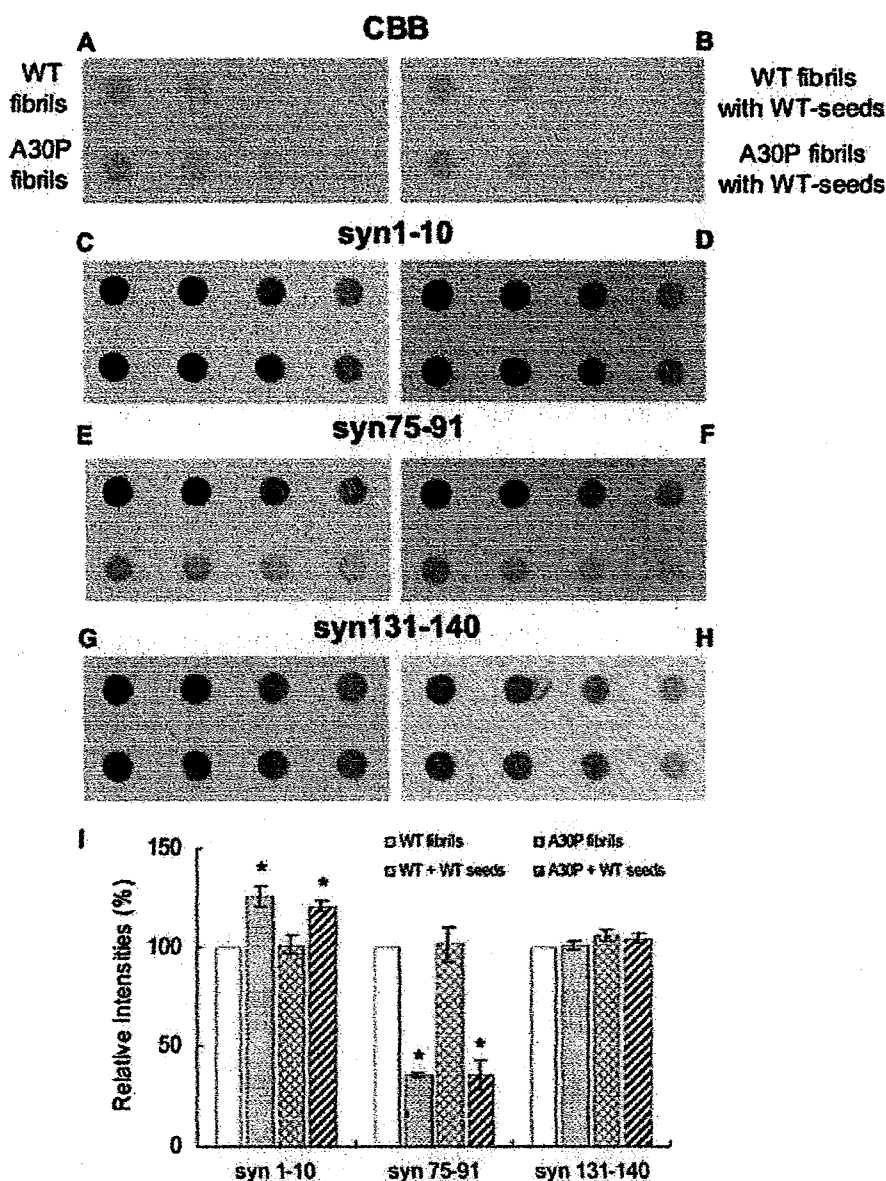 CBB
A B
WT
fibrils
WT fibrils
with WT-seeds
A30P
fibrils
A30P fibrils
with WT-seeds
syn1-10
C D
syn75-91
E F
syn131-140
G H
I
WT fibrils A30P fibrils
WT + WT seeds A30P + WT seeds
Relative Intensities (%)
150
100
50
0
* *
* *
syn 1-10 syn 75-91 syn 131-140